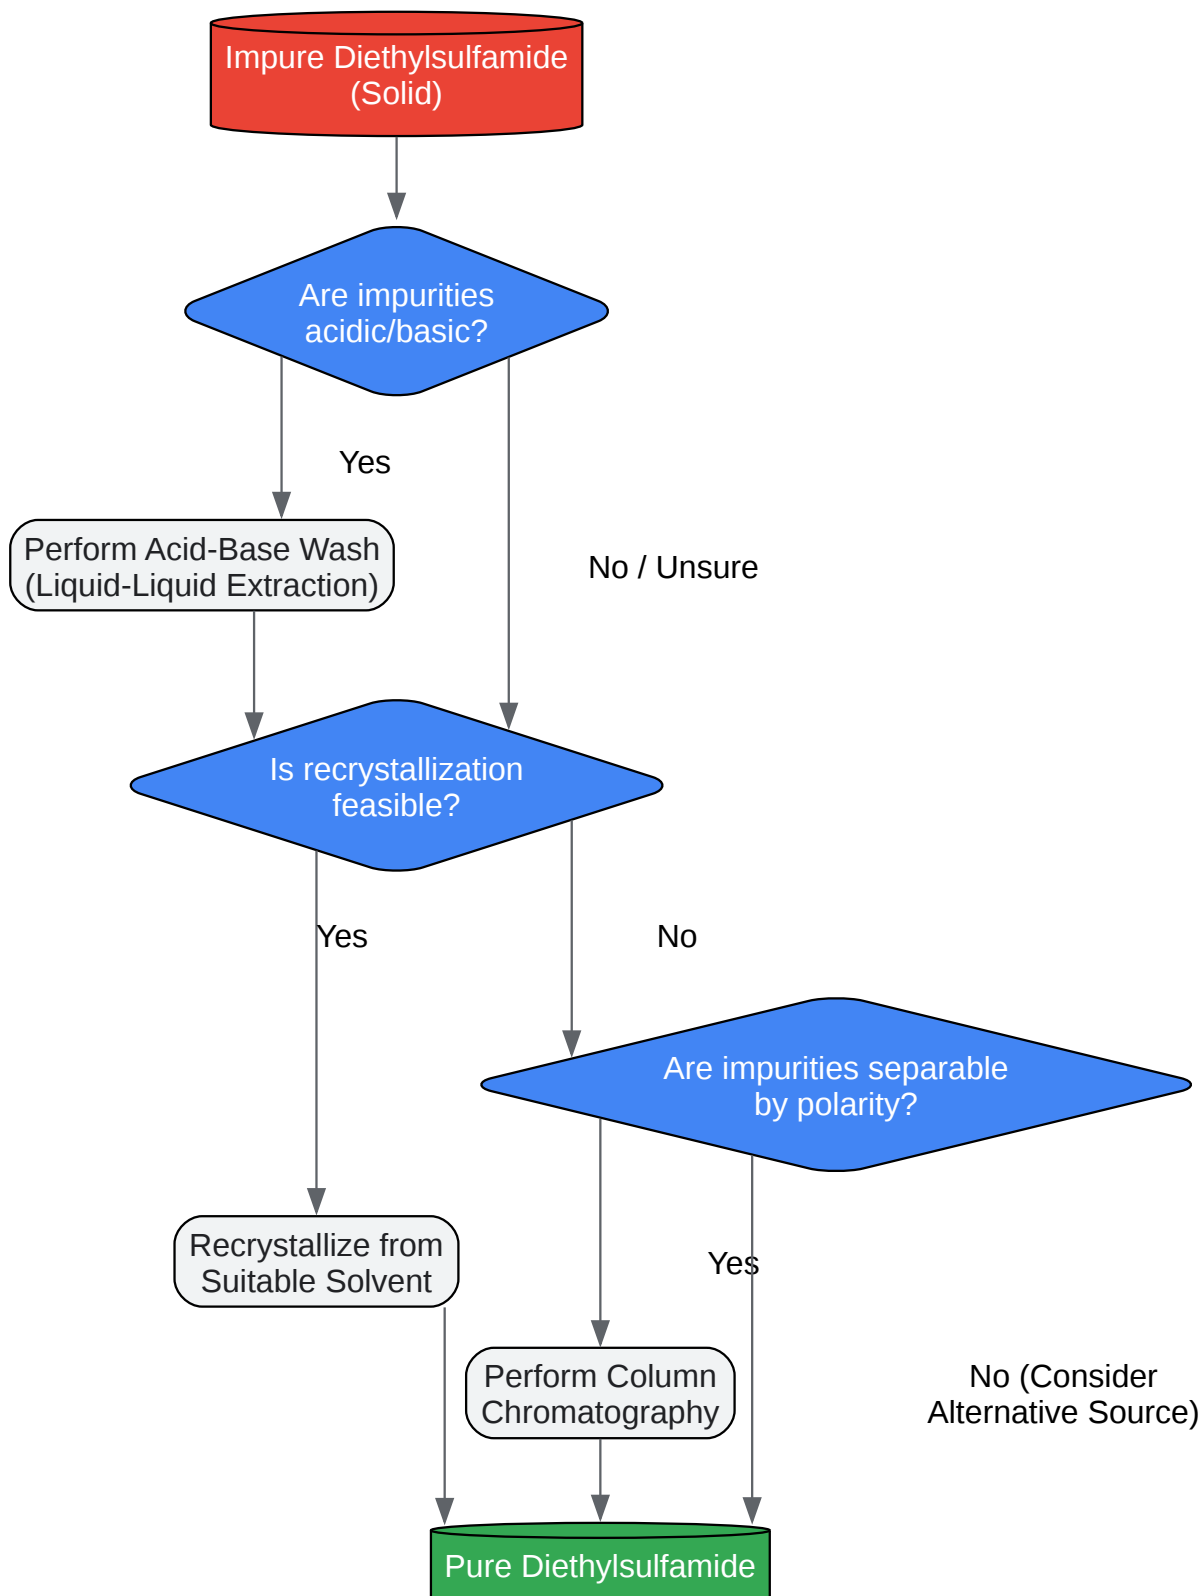 Impure Diethylsulfamide
(Solid)
Are impurities
acidic/basic?
Yes
Perform Acid-Base Wash
(Liquid-Liquid Extraction)
No / Unsure
Is recrystallization
feasible?
Yes
No
Are impurities separable
by polarity?
Recrystallize from
Suitable Solvent
Yes
Perform Column
Chromatography
No (Consider
Alternative Source)
Pure Diethylsulfamide